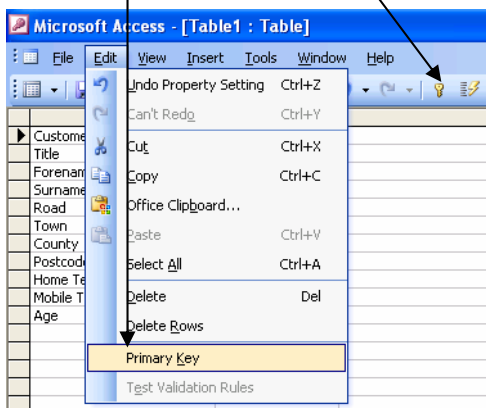 Microsoft Access - [Table1 : Table]
File Edit View Insert Tools Window Help
Undo Property Setting Ctrl+Z
Can't Redo Ctrl+Y
Cut Ctrl+X
Copy Ctrl+C
Office Clipboard...
Paste Ctrl+V
Select All Ctrl+A
Delete Del
Delete Rows
Primary Key
Test Validation Rules
Custome
Title
Forenam
Surname
Road
Town
County
Postcod
Home Te
Mobile T
Age